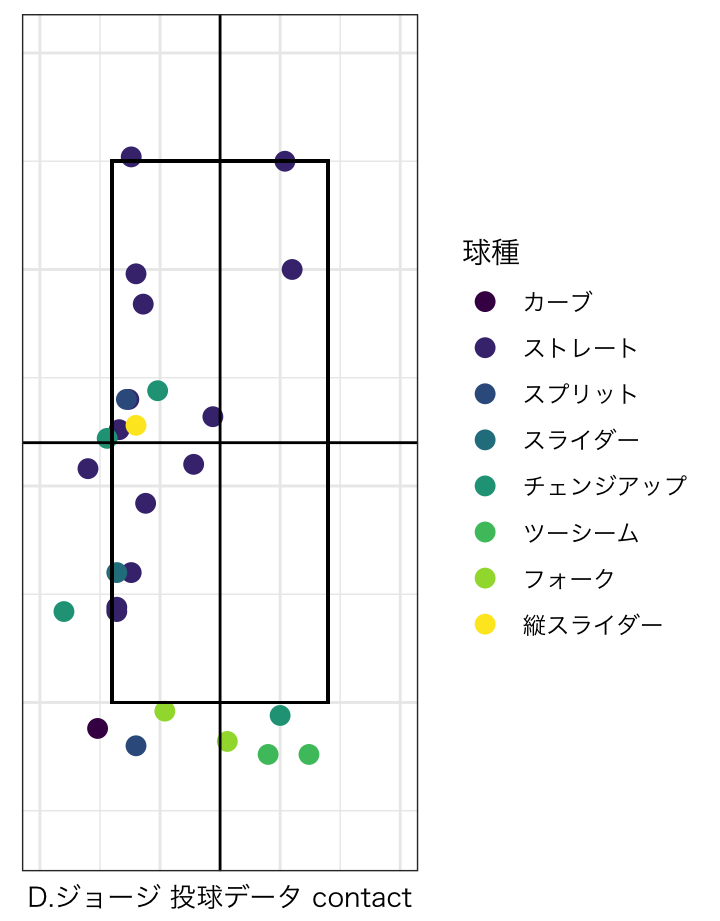 球種
カーブ
ストレート
スプリット
スライダー
チェンジアップ
ツーシーム
フォーク
縦スライダー
D.ジョージ 投球データ contact